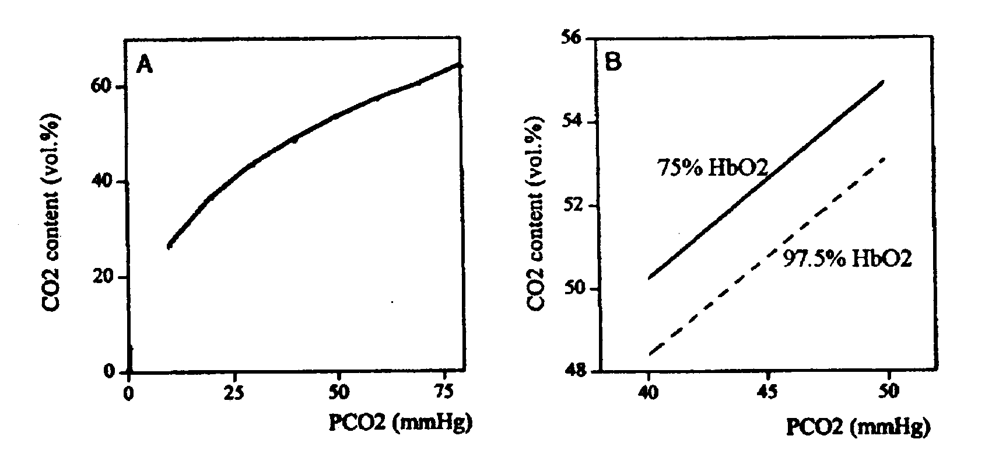 A
CO2 content (vol.%)
60
40
20
0
0 25 50 75
PCO2 (mmHg)
B
CO2 content (vol.%)
56
54
52
50
48
75% HbO2
97.5% HbO2
40 45 50
PCO2 (mmHg)